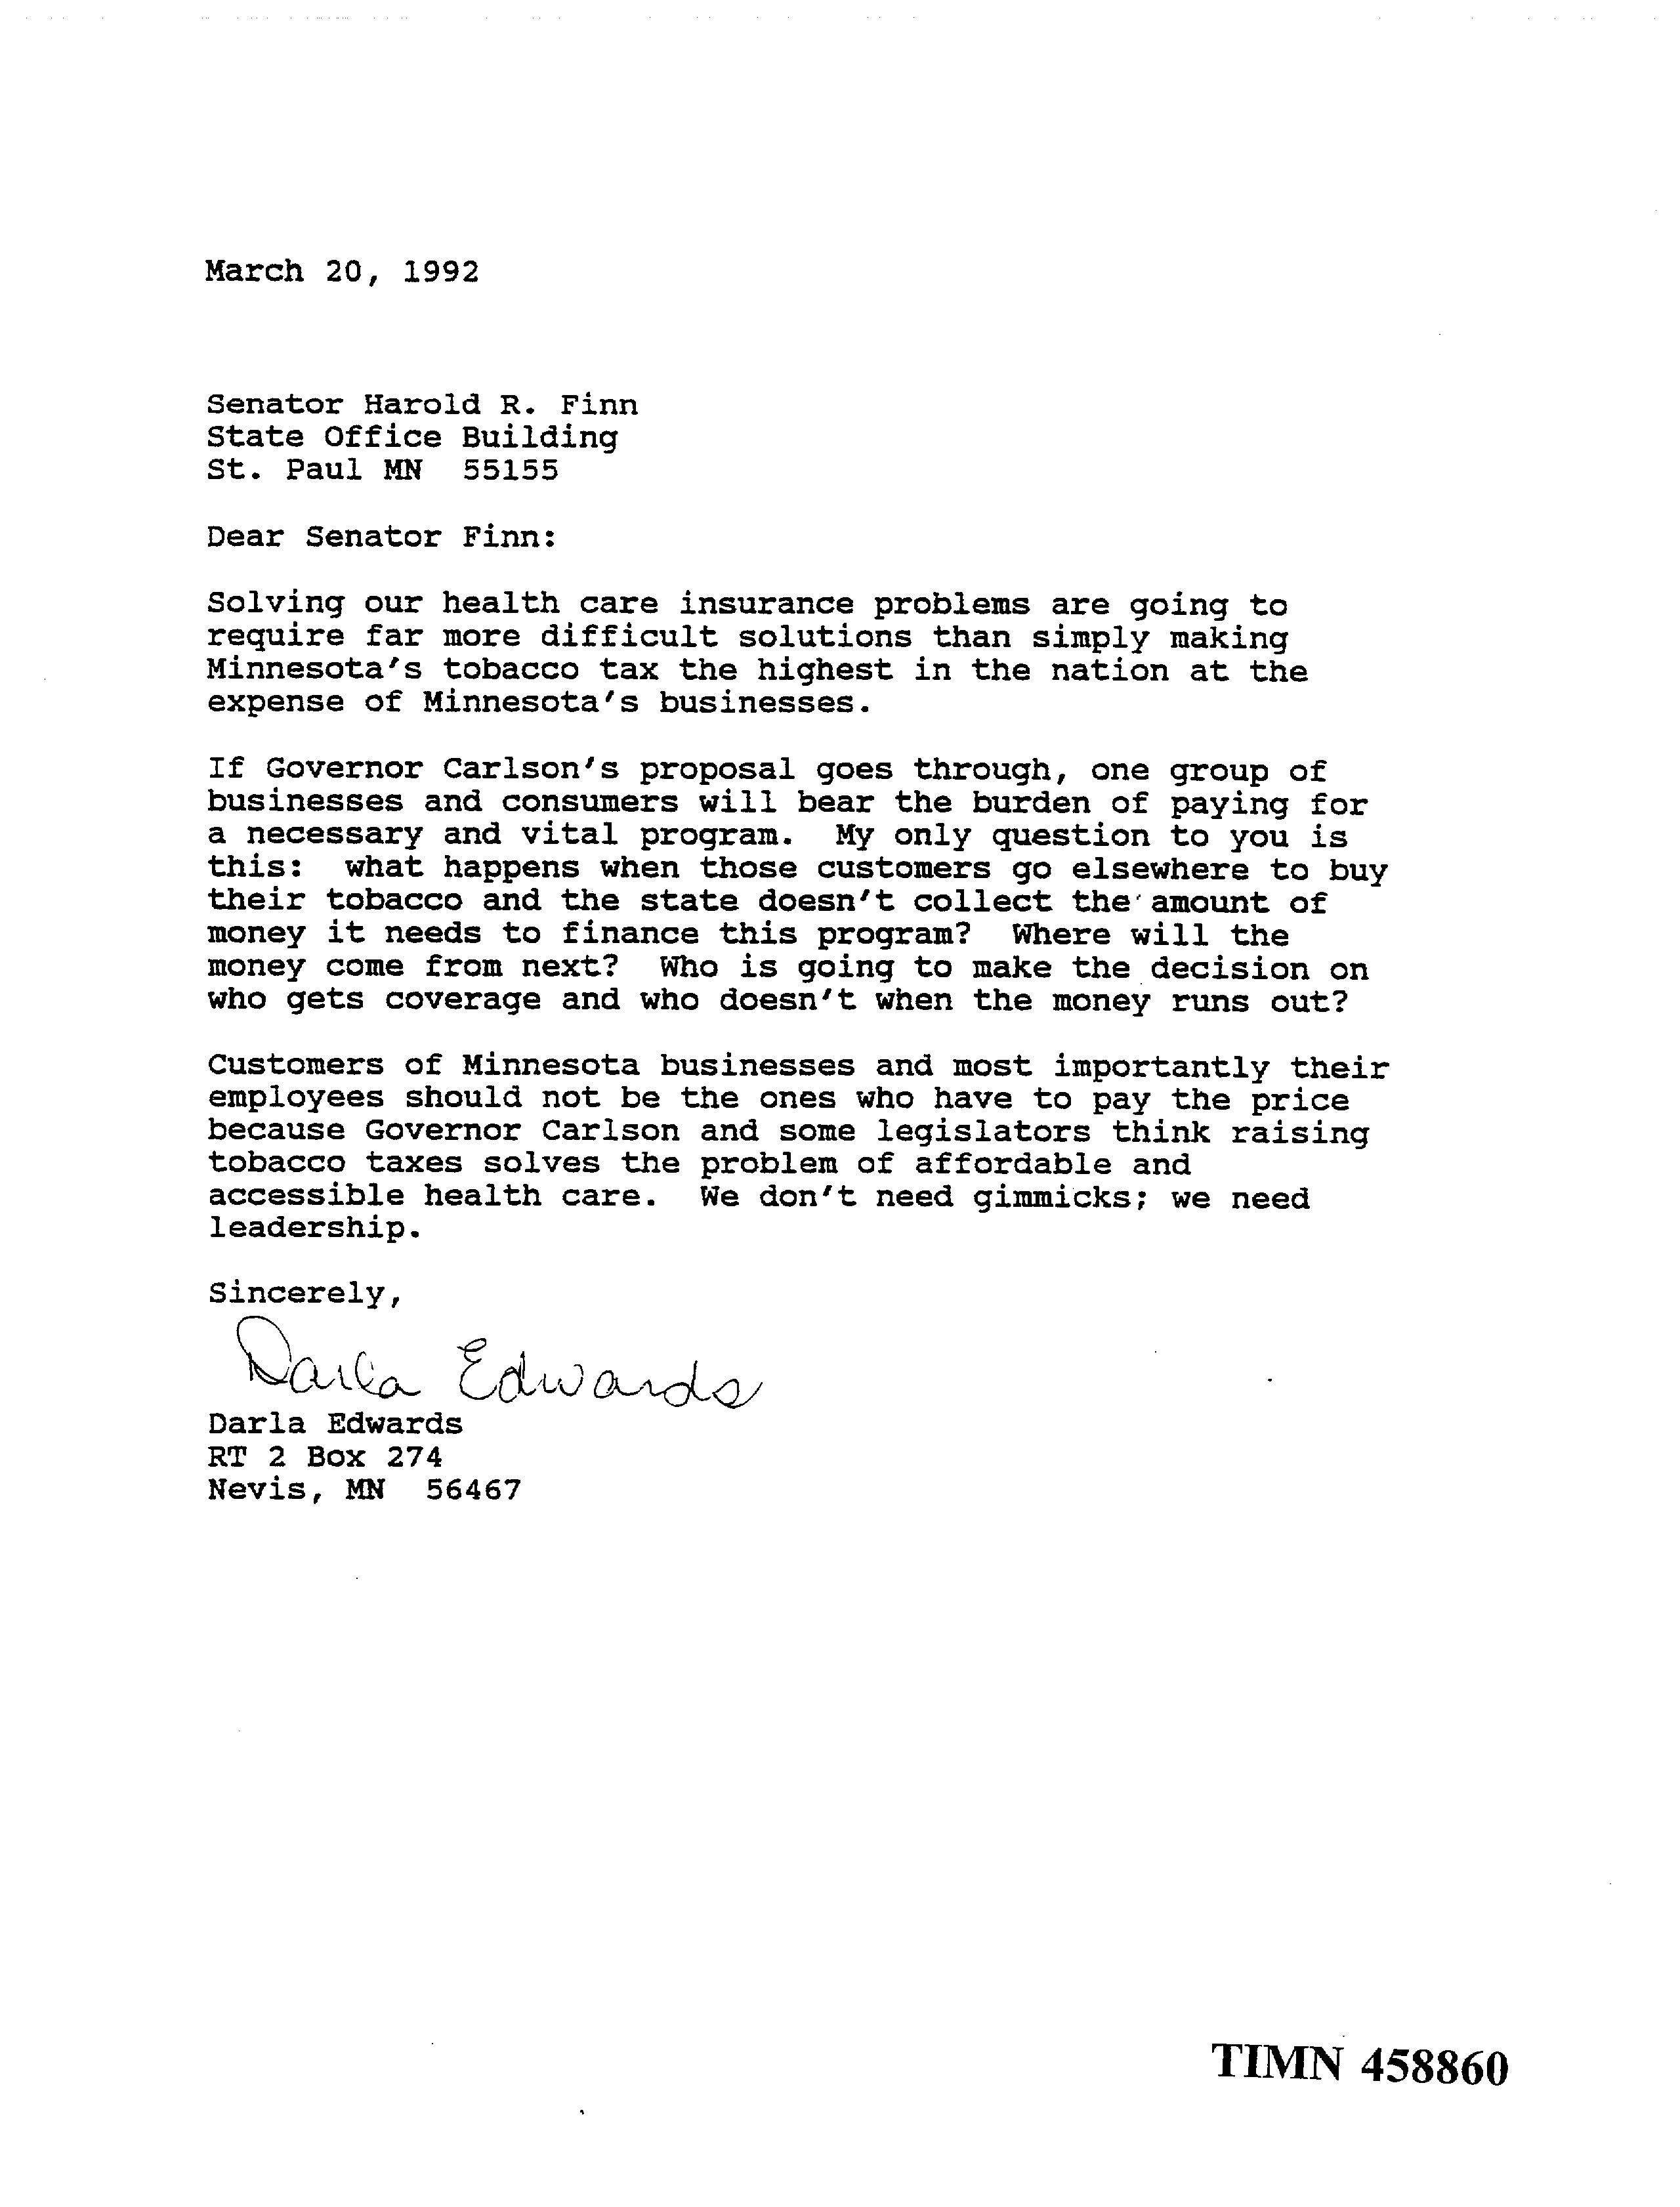 March 20, 1992
Senator Harold R. Finn
State Office Building
St. Paul MN  55155
Dear Senator Finn:
Solving our health care insurance problems are going to
require far more difficult solutions than simply making
Minnesota's tobacco tax the highest in the nation at the
expense of Minnesota's businesses.
If Governor Carlson's proposal goes through, one group of
businesses and consumers will bear the burden of paying for
a necessary and vital program.  My only question to you is
this:  what happens when those customers go elsewhere to buy
their tobacco and the state doesn't collect the amount of
money it needs to finance this program?  Where will the
money come from next?  Who is going to make the decision on
who gets coverage and who doesn't when the money runs out?
Customers of Minnesota businesses and most importantly their
employees should not be the ones who have to pay the price
because Governor Carlson and some legislators think raising
tobacco taxes solves the problem of affordable and
accessible health care.  We don't need gimmicks; we need
leadership.
Sincerely,
Darla Edwards
Darla Edwards
RT 2 Box 274
Nevis, MN  56467
TIMN 458860